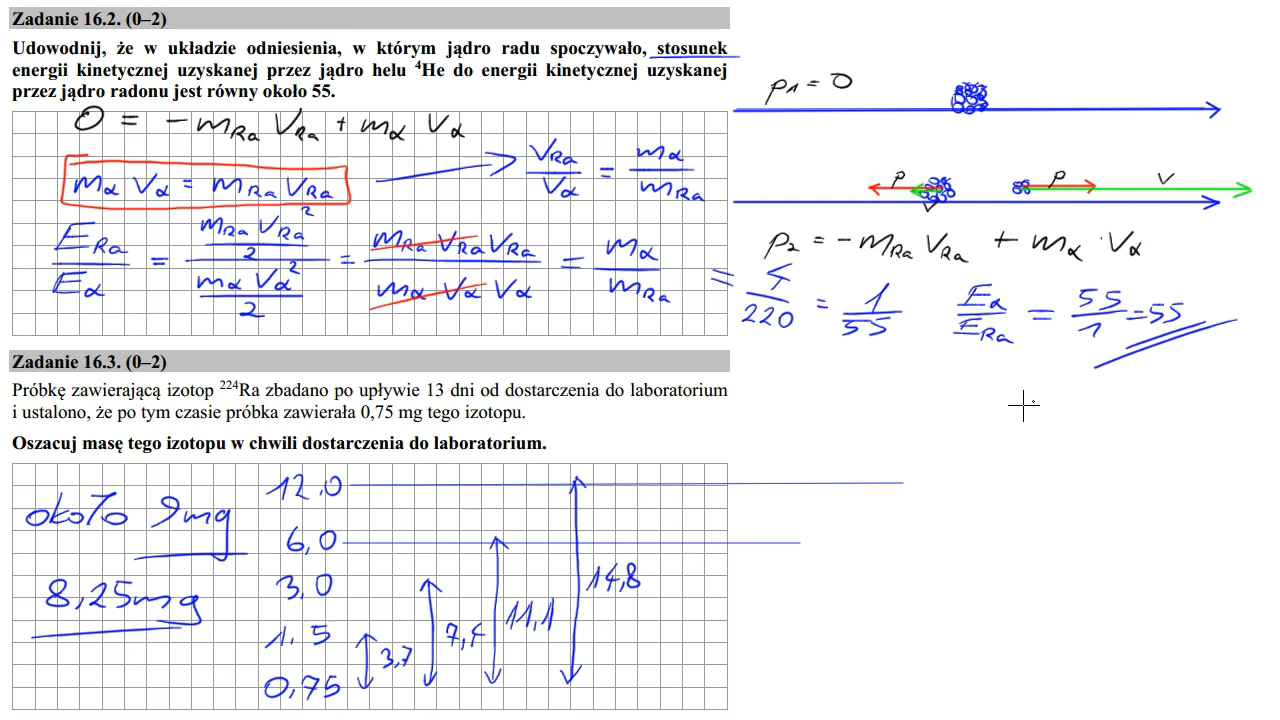 Zadanie 16.2. (0–2)
Udowodnij, że w układzie odniesienia, w którym jądro radu spoczywało, stosunek
energii kinetycznej uzyskanej przez jądro helu ⁴He do energii kinetycznej uzyskanej
przez jądro radonu jest równy około 55.
0 = - m_Ra V_Ra + m_α V_α
m_α V_α = m_Ra V_Ra
V_Ra / V_α = m_α / m_Ra
E_Ra / E_α = (m_Ra V_Ra² / 2) / (m_α V_α² / 2) = m_Ra V_Ra V_Ra / m_α V_α V_α = m_α / m_Ra = 4 / 220 = 1 / 55
E_α / E_Ra = 55 / 1 = 55
p1 = 0
p p V
V
p2 = - m_Ra V_Ra + m_α · V_α
Zadanie 16.3. (0–2)
Próbkę zawierającą izotop ²²⁴Ra zbadano po upływie 13 dni od dostarczenia do laboratorium
i ustalono, że po tym czasie próbka zawierała 0,75 mg tego izotopu.
Oszacuj masę tego izotopu w chwili dostarczenia do laboratorium.
około 9mg
8,25mg
12,0
6,0
3,0
1,5
0,75
3,7
7,4
11,1
14,8